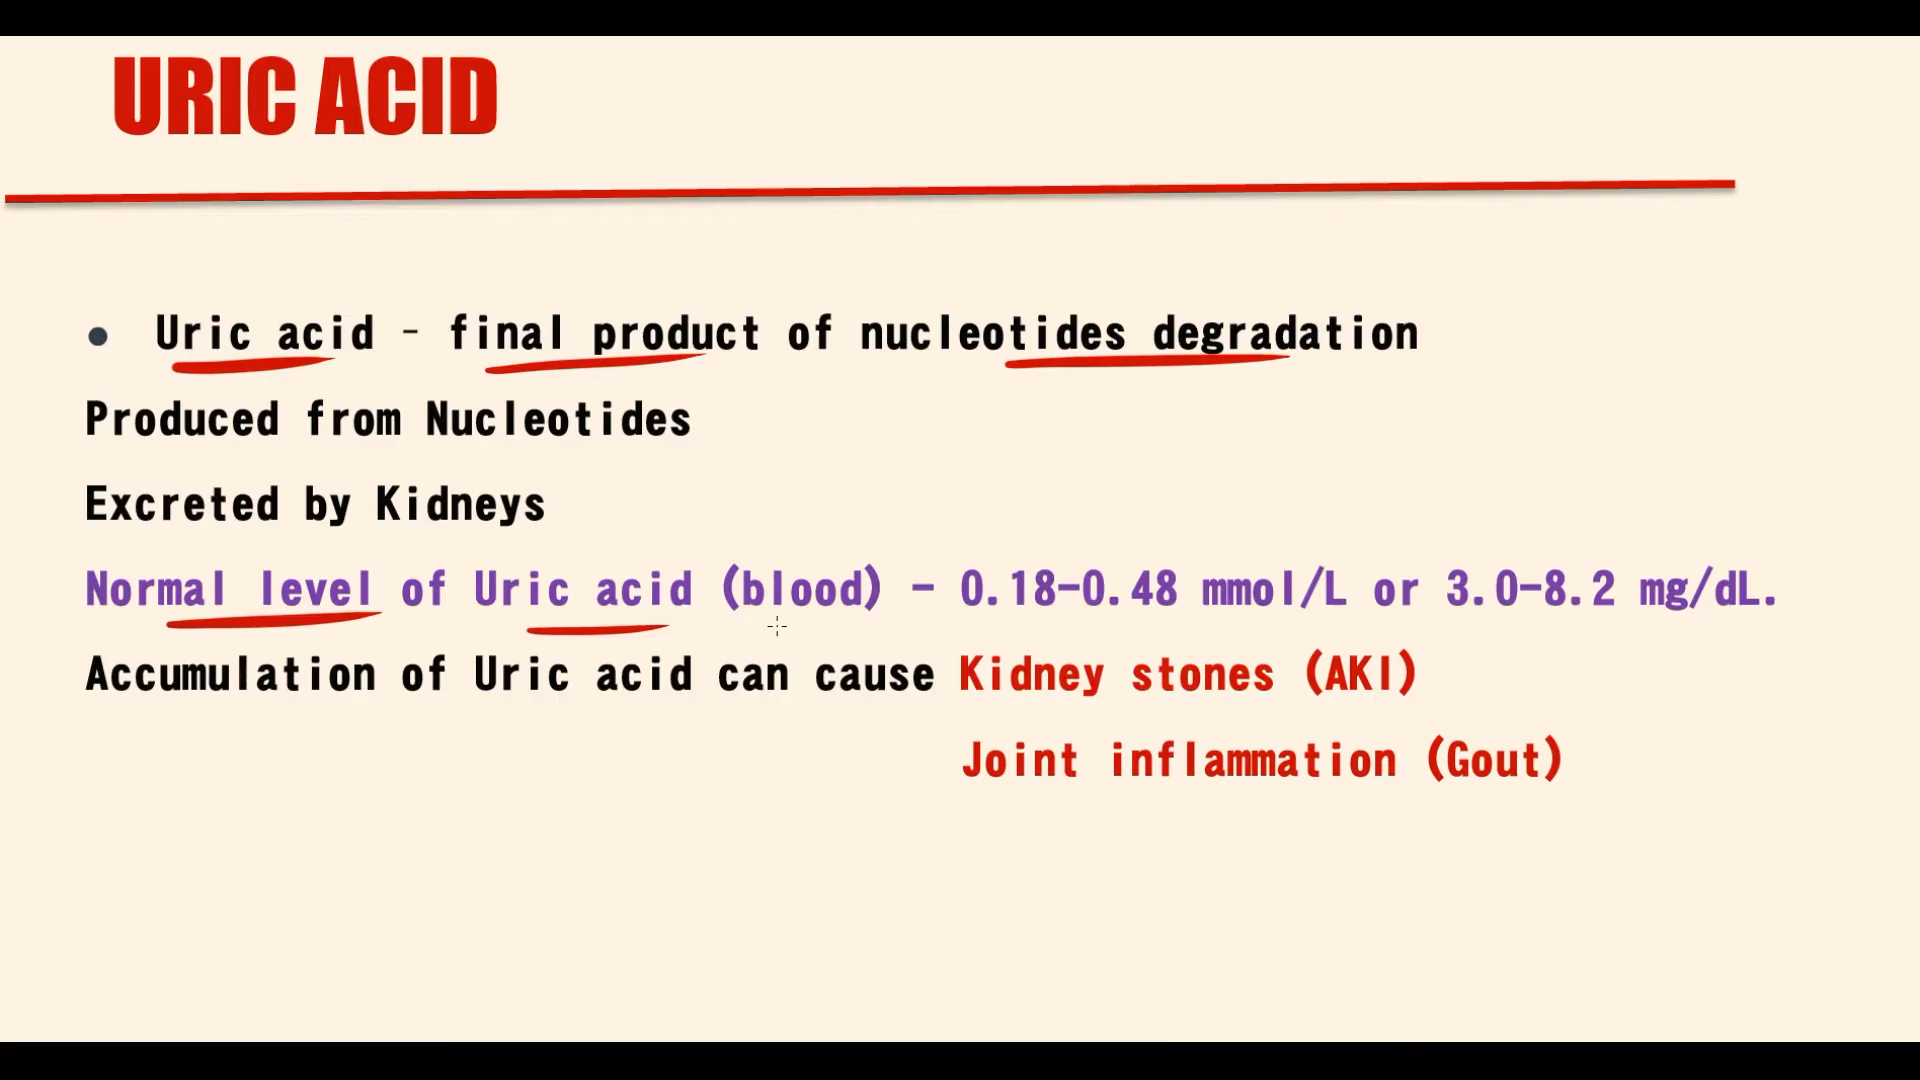 URIC ACID
• Uric acid - final product of nucleotides degradation
Produced from Nucleotides
Excreted by Kidneys
Normal level of Uric acid (blood) - 0.18-0.48 mmol/L or 3.0-8.2 mg/dL.
Accumulation of Uric acid can cause Kidney stones (AKI)
Joint inflammation (Gout)